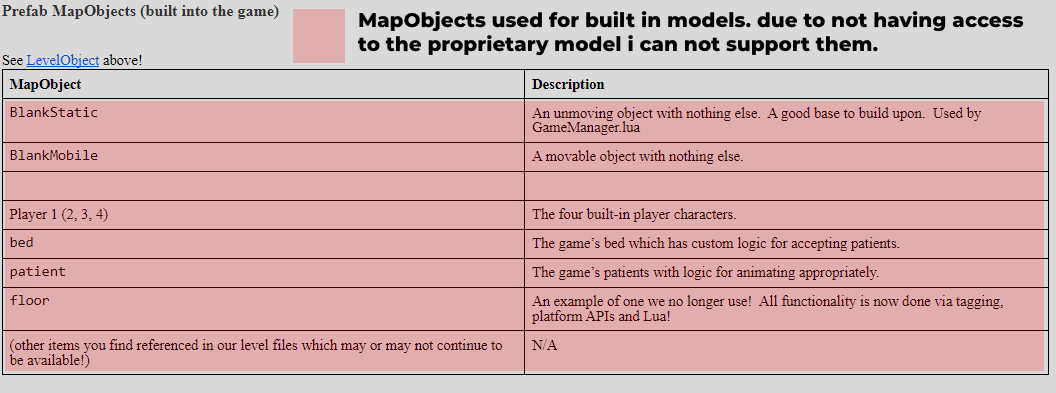 Prefab MapObjects (built into the game)
MapObjects used for built in models. due to not having access
to the proprietary model i can not support them.
See LevelObject above!
MapObject
Description
BlankStatic
An unmoving object with nothing else.  A good base to build upon.  Used by
GameManager.lua
BlankMobile
A movable object with nothing else.
Player 1 (2, 3, 4)
The four built-in player characters.
bed
The game’s bed which has custom logic for accepting patients.
patient
The game’s patients with logic for animating appropriately.
floor
An example of one we no longer use!  All functionality is now done via tagging,
platform APIs and Lua!
(other items you find referenced in our level files which may or may not continue to
be available!)
N/A